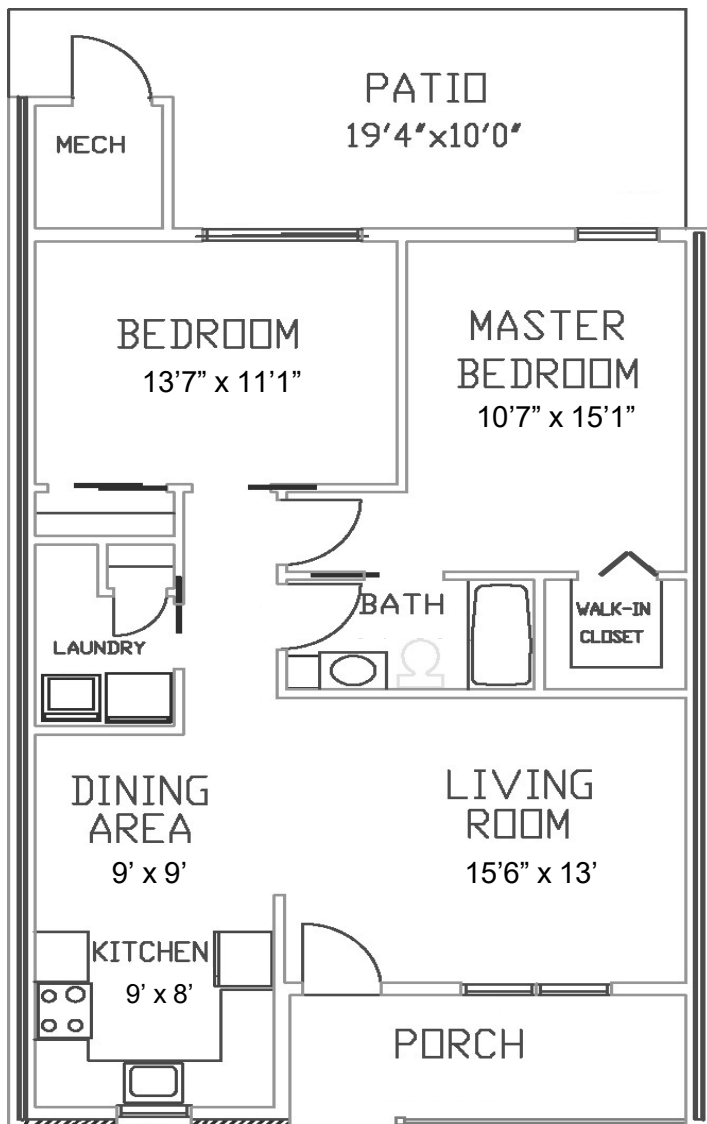 PATIO
19'4"x10'0"
MECH
BEDROOM
13’7” x 11’1”
MASTER
BEDROOM
10’7” x 15’1”
BATH
WALK-IN
CLOSET
LAUNDRY
DINING
AREA
9’ x 9’
LIVING
ROOM
15’6” x 13’
KITCHEN
9’ x 8’
PORCH